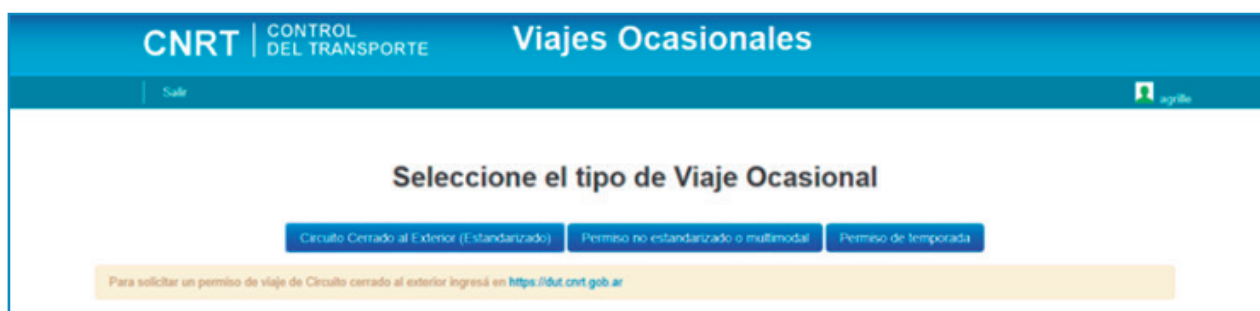 CNRT | CONTROL DEL TRANSPORTE
Viajes Ocasionales
Salir
agrille
Seleccione el tipo de Viaje Ocasional
Circuito Cerrado al Exterior (Estandarizado)
Permiso no estandarizado o multimodal
Permiso de temporada
Para solicitar un permiso de viaje de Circuito cerrado al exterior ingresá en https://dut.cnrt.gob.ar